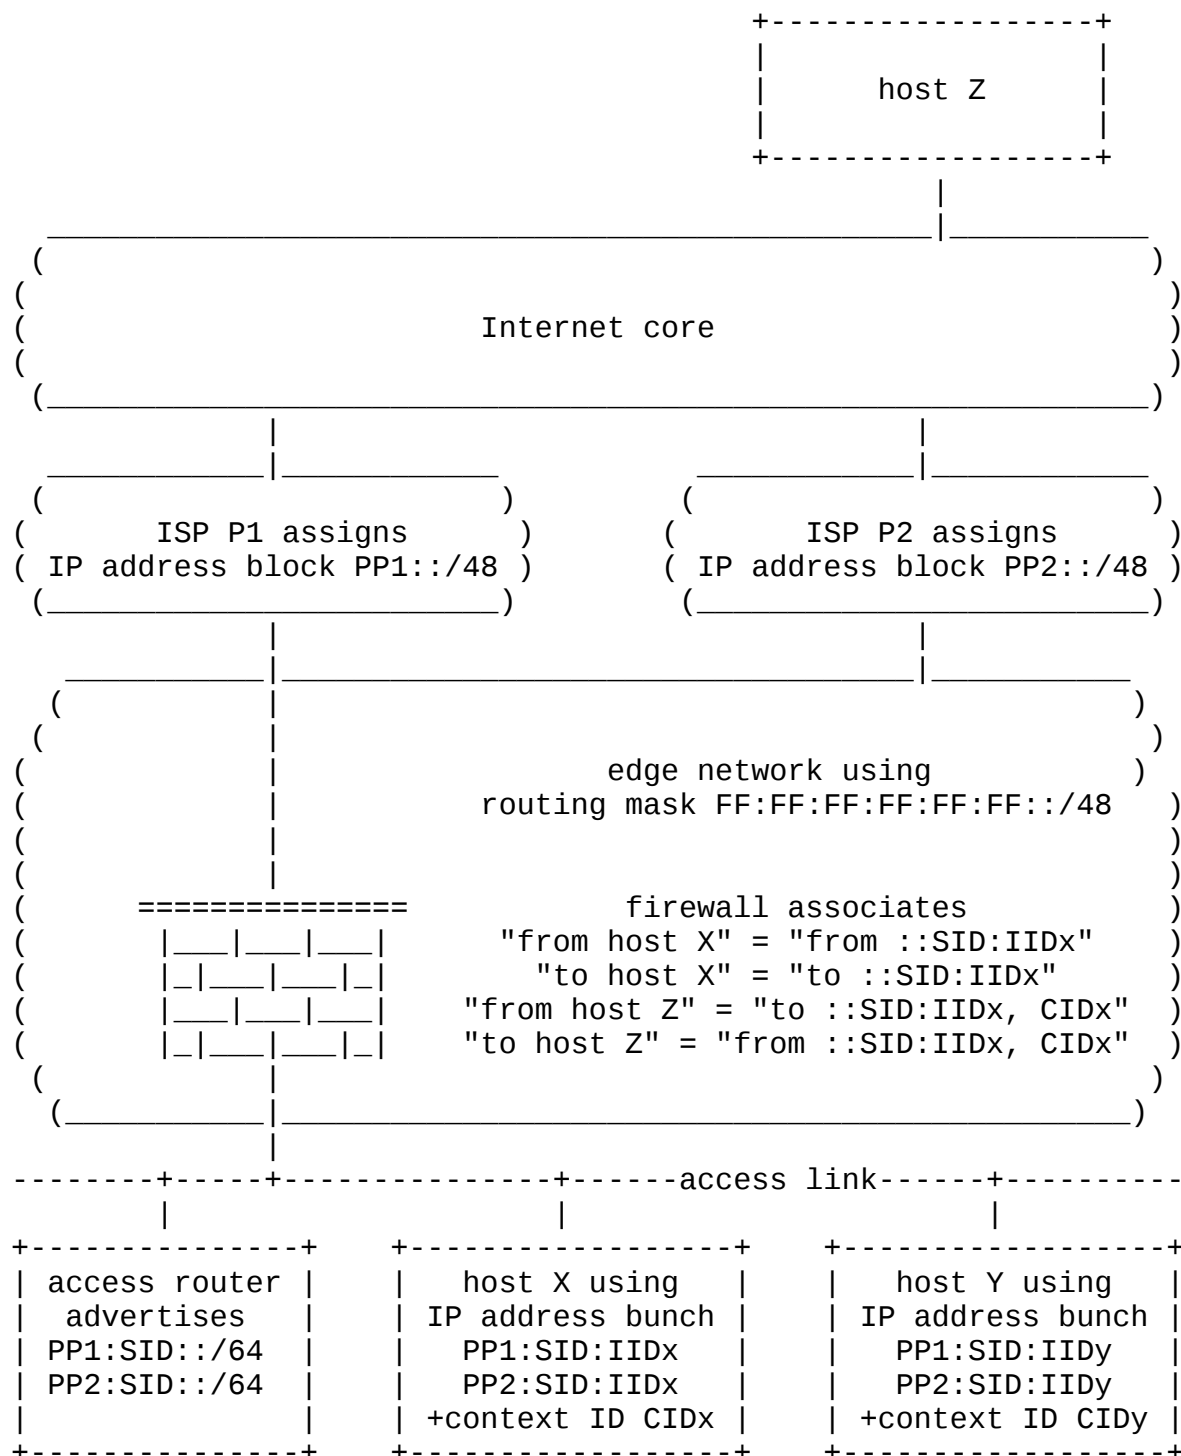 host Z
Internet core
ISP P1 assigns ISP P2 assigns
IP address block PP1::/48 IP address block PP2::/48
edge network using
routing mask FF:FF:FF:FF:FF:FF::/48
firewall associates
"from host X" = "from ::SID:IIDx"
"to host X" = "to ::SID:IIDx"
"from host Z" = "to ::SID:IIDx, CIDx"
"to host Z" = "from ::SID:IIDx, CIDx"
access link
access router host X using host Y using
advertises IP address bunch IP address bunch
PP1:SID::/64 PP1:SID:IIDx PP1:SID:IIDy
PP2:SID::/64 PP2:SID:IIDx PP2:SID:IIDy
+context ID CIDx +context ID CIDy